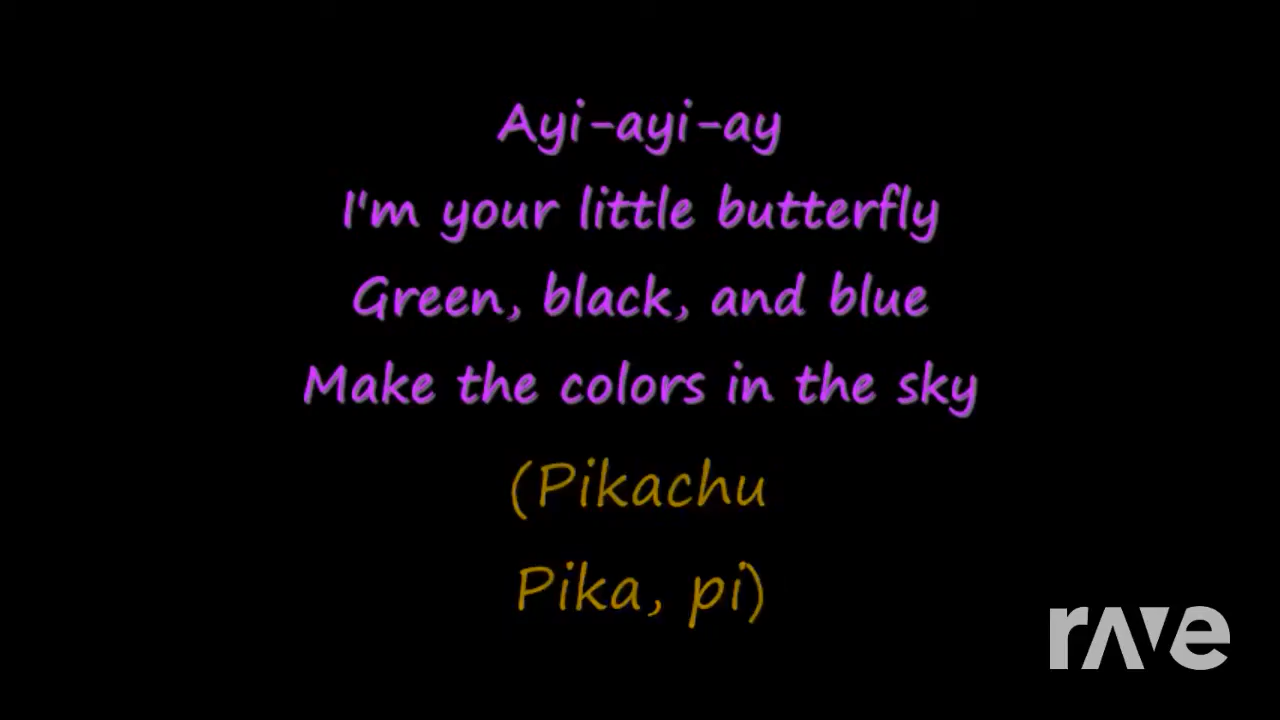 Ayi-ayi-ay
I'm your little butterfly
Green, black, and blue
Make the colors in the sky
(Pikachu
Pika, pi)
rave